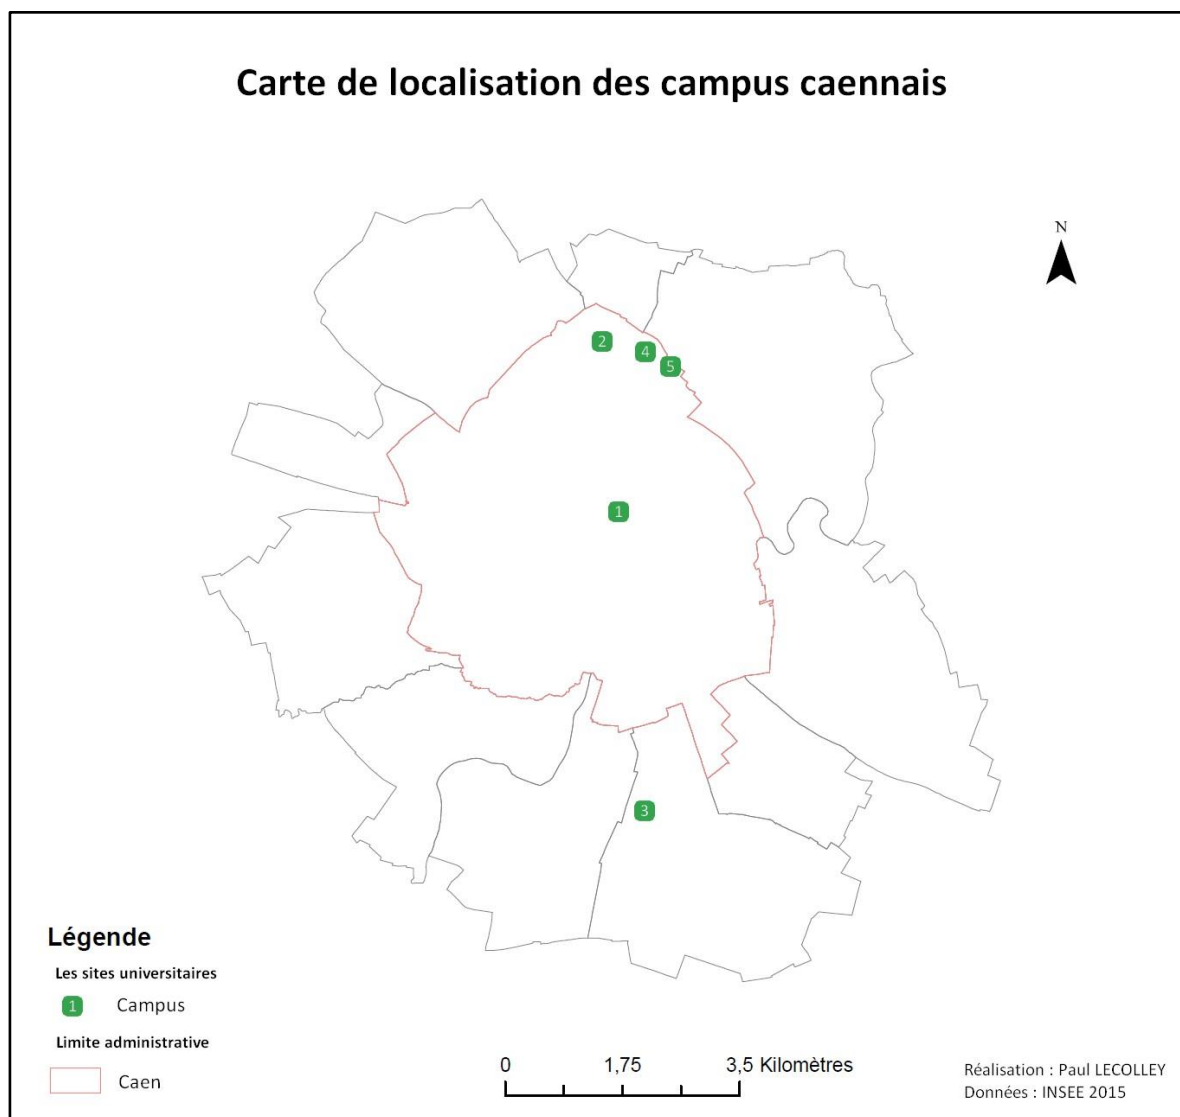 Carte de localisation des campus caennais
N
2
4
5
1
3
Légende
Les sites universitaires
1 Campus
Limite administrative
Caen
0 1,75 3,5 Kilomètres
Réalisation : Paul LECOLLEY
Données : INSEE 2015